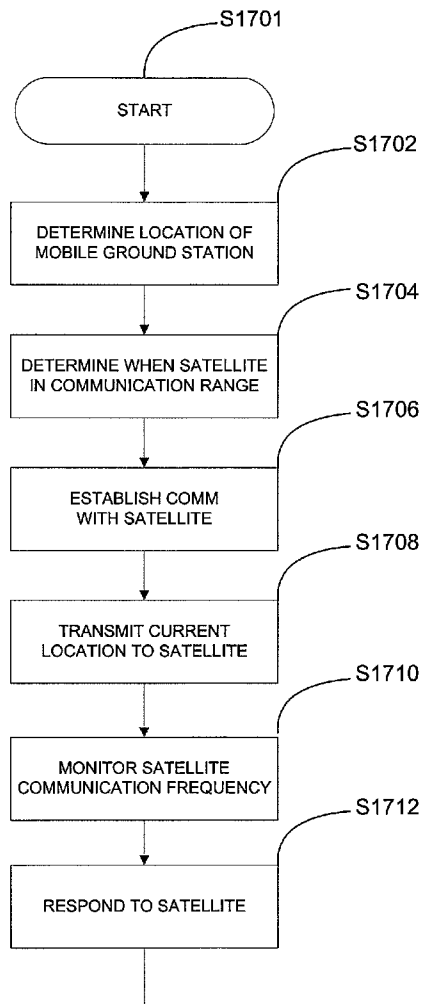 S1701
START
S1702
DETERMINE LOCATION OF
MOBILE GROUND STATION
S1704
DETERMINE WHEN SATELLITE
IN COMMUNICATION RANGE
S1706
ESTABLISH COMM
WITH SATELLITE
S1708
TRANSMIT CURRENT
LOCATION TO SATELLITE
S1710
MONITOR SATELLITE
COMMUNICATION FREQUENCY
S1712
RESPOND TO SATELLITE